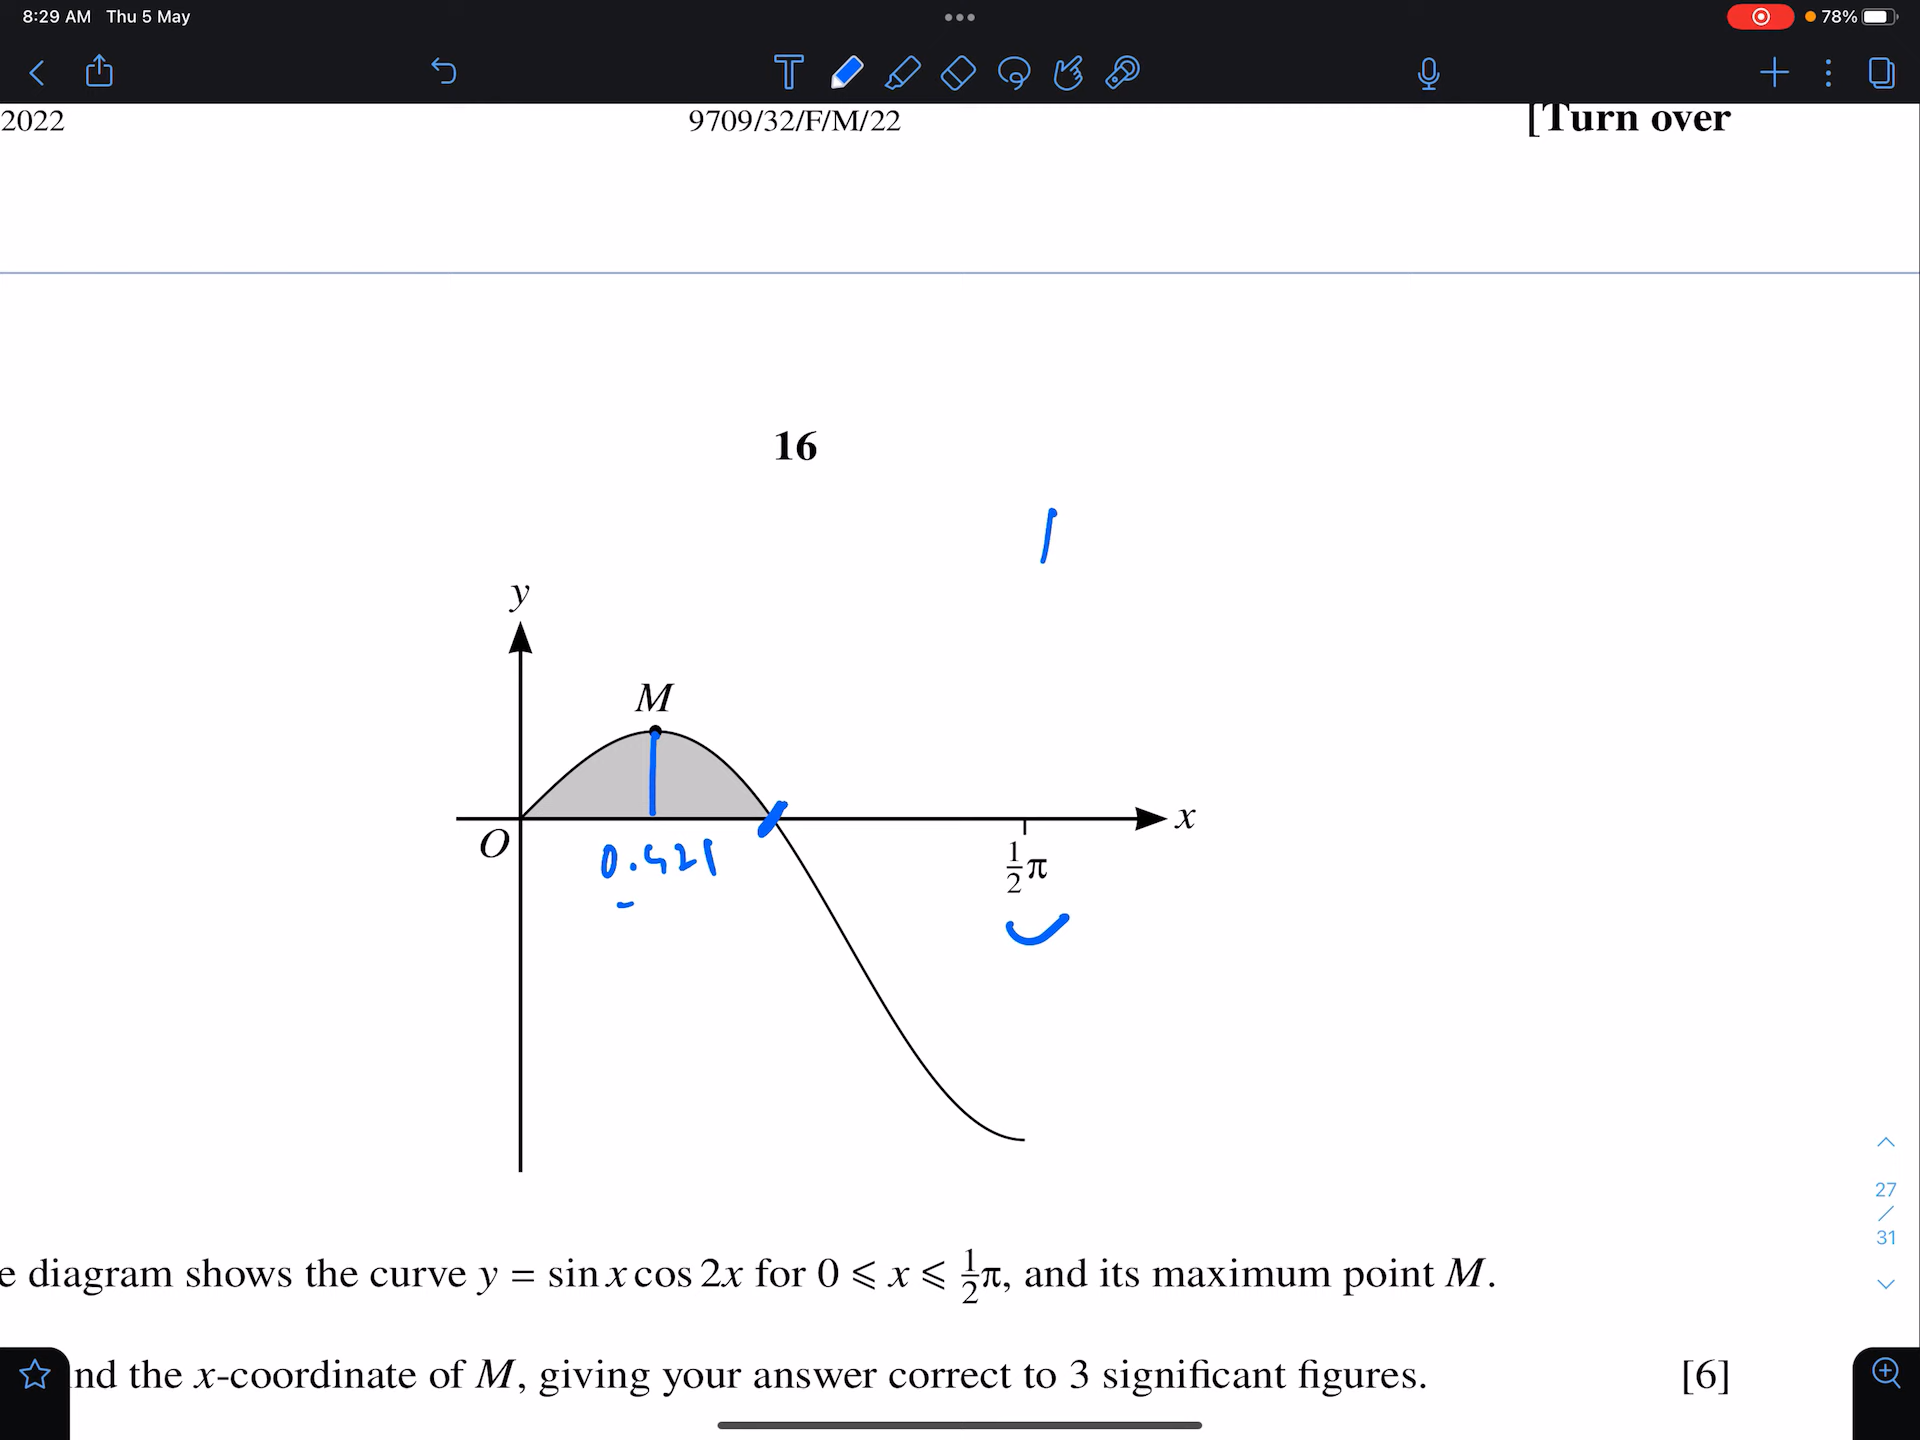 8:29 AM Thu 5 May
78%
2022 9709/32/F/M/22 [Turn over
16
y
M
O
x
0.421
1/2 π
27
/
31
e diagram shows the curve y = sin x cos 2x for 0 ⩽ x ⩽ 1/2 π, and its maximum point M.
nd the x-coordinate of M, giving your answer correct to 3 significant figures. [6]